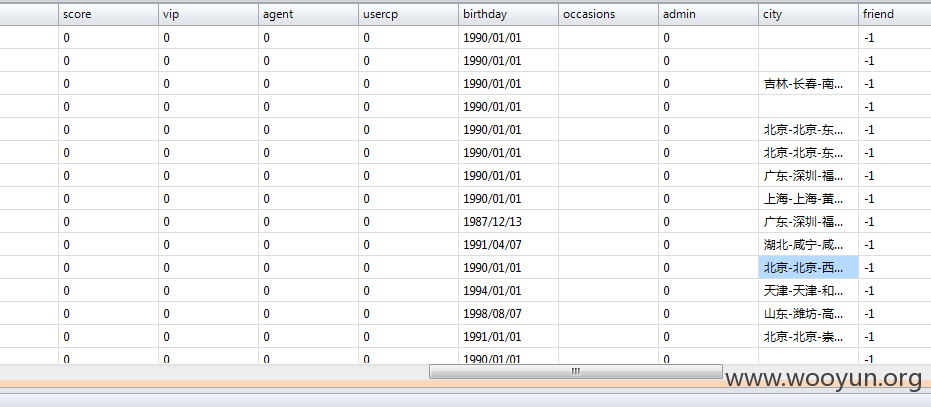 score vip agent usercp birthday occasions admin city friend
0 0 0 0 1990/01/01 0 -1
0 0 0 0 1990/01/01 0 -1
0 0 0 0 1990/01/01 0 吉林-长春-南... -1
0 0 0 0 1990/01/01 0 -1
0 0 0 0 1990/01/01 0 北京-北京-东... -1
0 0 0 0 1990/01/01 0 北京-北京-东... -1
0 0 0 0 1990/01/01 0 广东-深圳-福... -1
0 0 0 0 1990/01/01 0 上海-上海-黄... -1
0 0 0 0 1987/12/13 0 广东-深圳-福... -1
0 0 0 0 1991/04/07 0 湖北-咸宁-咸... -1
0 0 0 0 1990/01/01 0 北京-北京-西... -1
0 0 0 0 1994/01/01 0 天津-天津-和... -1
0 0 0 0 1998/08/07 0 山东-潍坊-高... -1
0 0 0 0 1991/01/01 0 北京-北京-崇... -1
0 0 0 0 1990/01/01 0 -1
www.wooyun.org